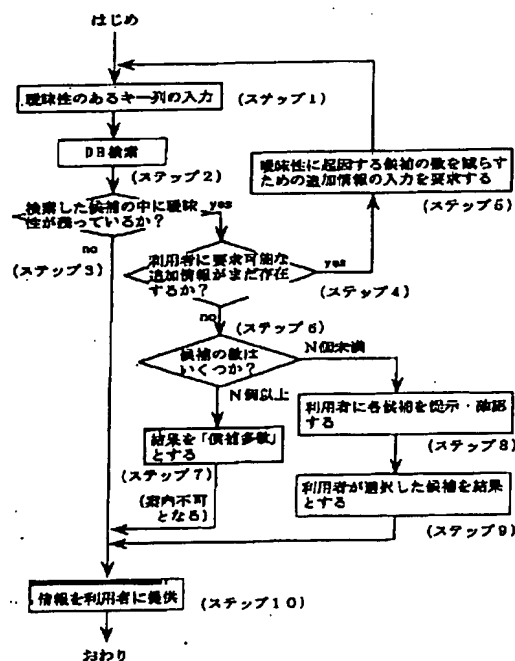 はじめ
曖昧性のあるキー列の入力
(ステップ1)
DB検索
(ステップ2)
検索した候補の中に曖昧
性が残っているか?
yes
no
(ステップ3)
利用者に要求可能な
追加情報がまだ存在
するか?
yes
(ステップ4)
no
曖昧性に起因する候補の数を減らす
ための追加情報の入力を要求する
(ステップ5)
(ステップ6)
候補の数は
いくつか?
N個未満
N個以上
結果を「候補多数」
とする
(ステップ7)
(案内不可
となる)
利用者に各候補を提示・確認
する
(ステップ8)
利用者が選択した候補を結果
とする
(ステップ9)
情報を利用者に提供
(ステップ10)
おわり